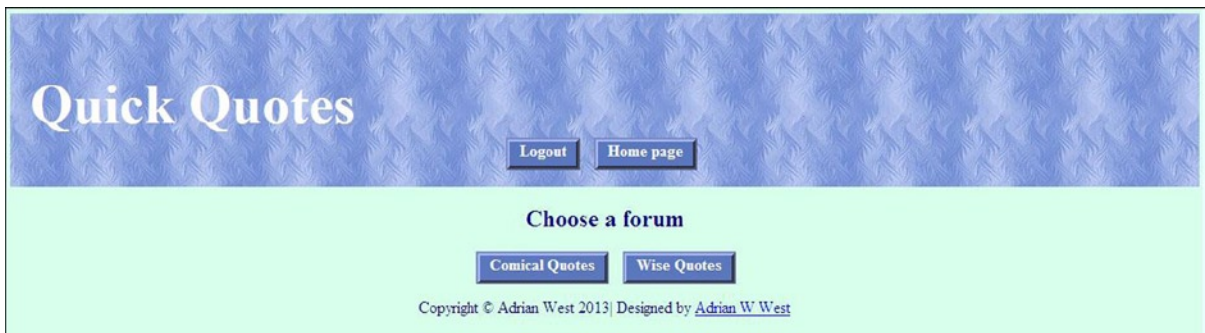 Quick Quotes
Logout Home page
Choose a forum
Comical Quotes Wise Quotes
Copyright © Adrian West 2013| Designed by Adrian W West